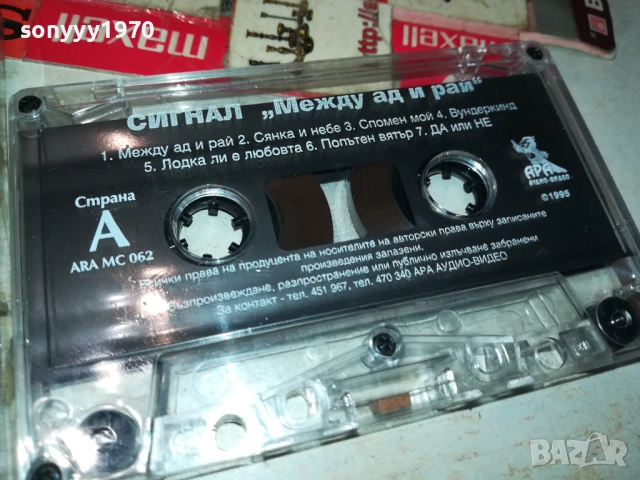 sonyyy1970
maxell
http://
maxell
B
СИГНАЛ „Между ад и рай“
1. Между ад и рай 2. Сянка и небе 3. Спомен мой 4. Вундеркинд
5. Лодка ли е любовта 6. Попътен вятър 7. ДА или НЕ
Страна
A
ARA MC 062
АРА
АУДИО-ВИДЕО
©1995
Всички права на продуцента на носителите на авторски права върху записаните
произведения запазени.
Възпроизвеждане, разпространение или публично излъчване забранени
За контакт - тел. 451 967, тел. 470 340 АРА АУДИО-ВИДЕО
BAZAR